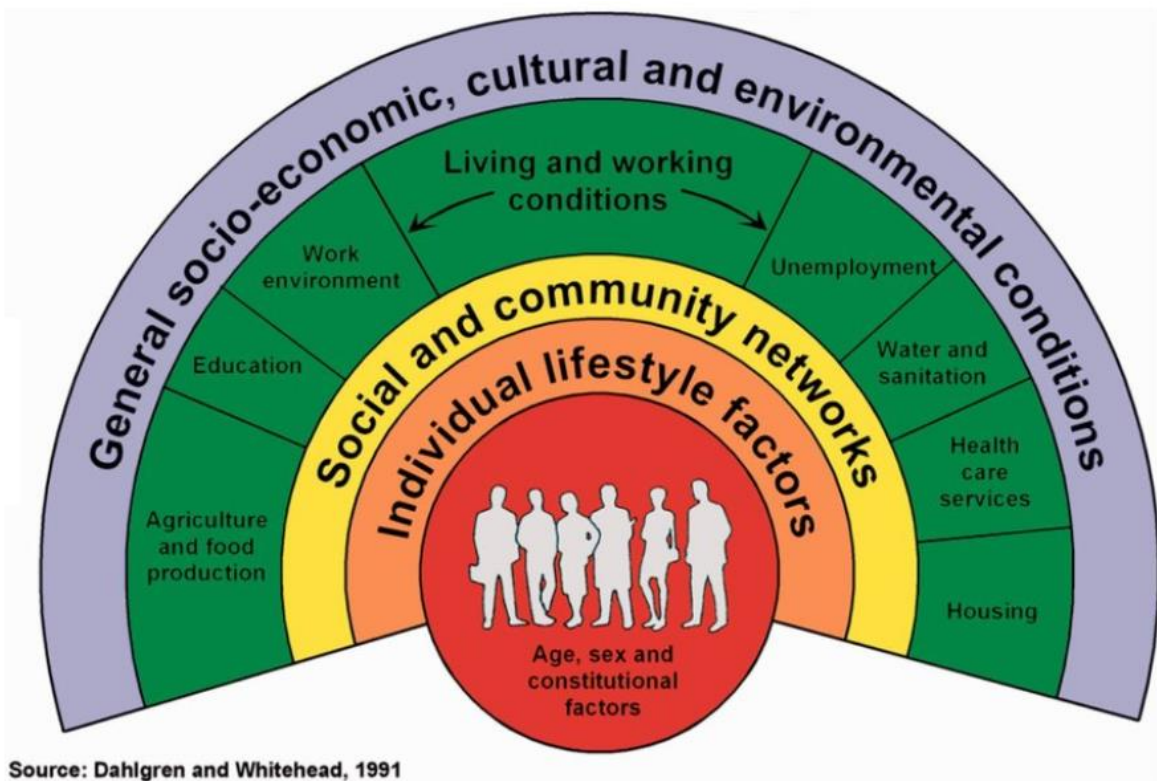 General socio-economic, cultural and environmental conditions
Living and working
conditions
Work
environment
Unemployment
Education
Water and
sanitation
Social and community networks
Individual lifestyle factors
Health
care
services
Agriculture
and food
production
Housing
Age, sex and
constitutional
factors
Source: Dahlgren and Whitehead, 1991